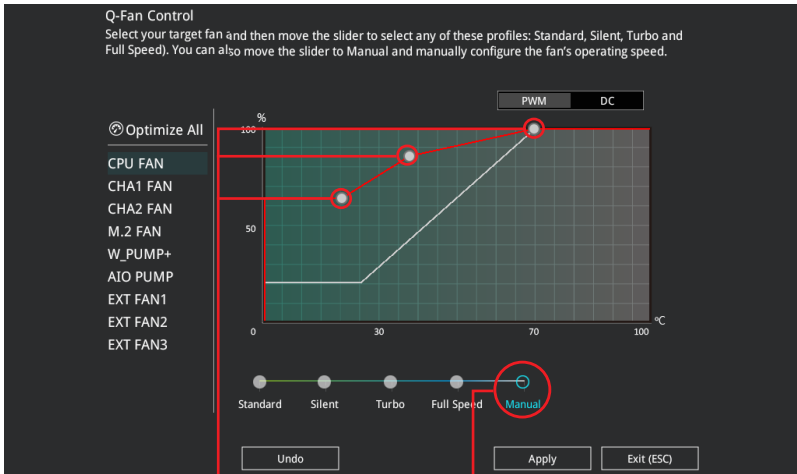 Q-Fan Control
Select your target fan and then move the slider to select any of these profiles: Standard, Silent, Turbo and
Full Speed). You can also move the slider to Manual and manually configure the fan's operating speed.
PWM
DC
Optimize All
CPU FAN
CHA1 FAN
CHA2 FAN
M.2 FAN
W_PUMP+
AIO PUMP
EXT FAN1
EXT FAN2
EXT FAN3
%
100
50
0
30
70
100
ºC
Standard
Silent
Turbo
Full Speed
Manual
Undo
Apply
Exit (ESC)